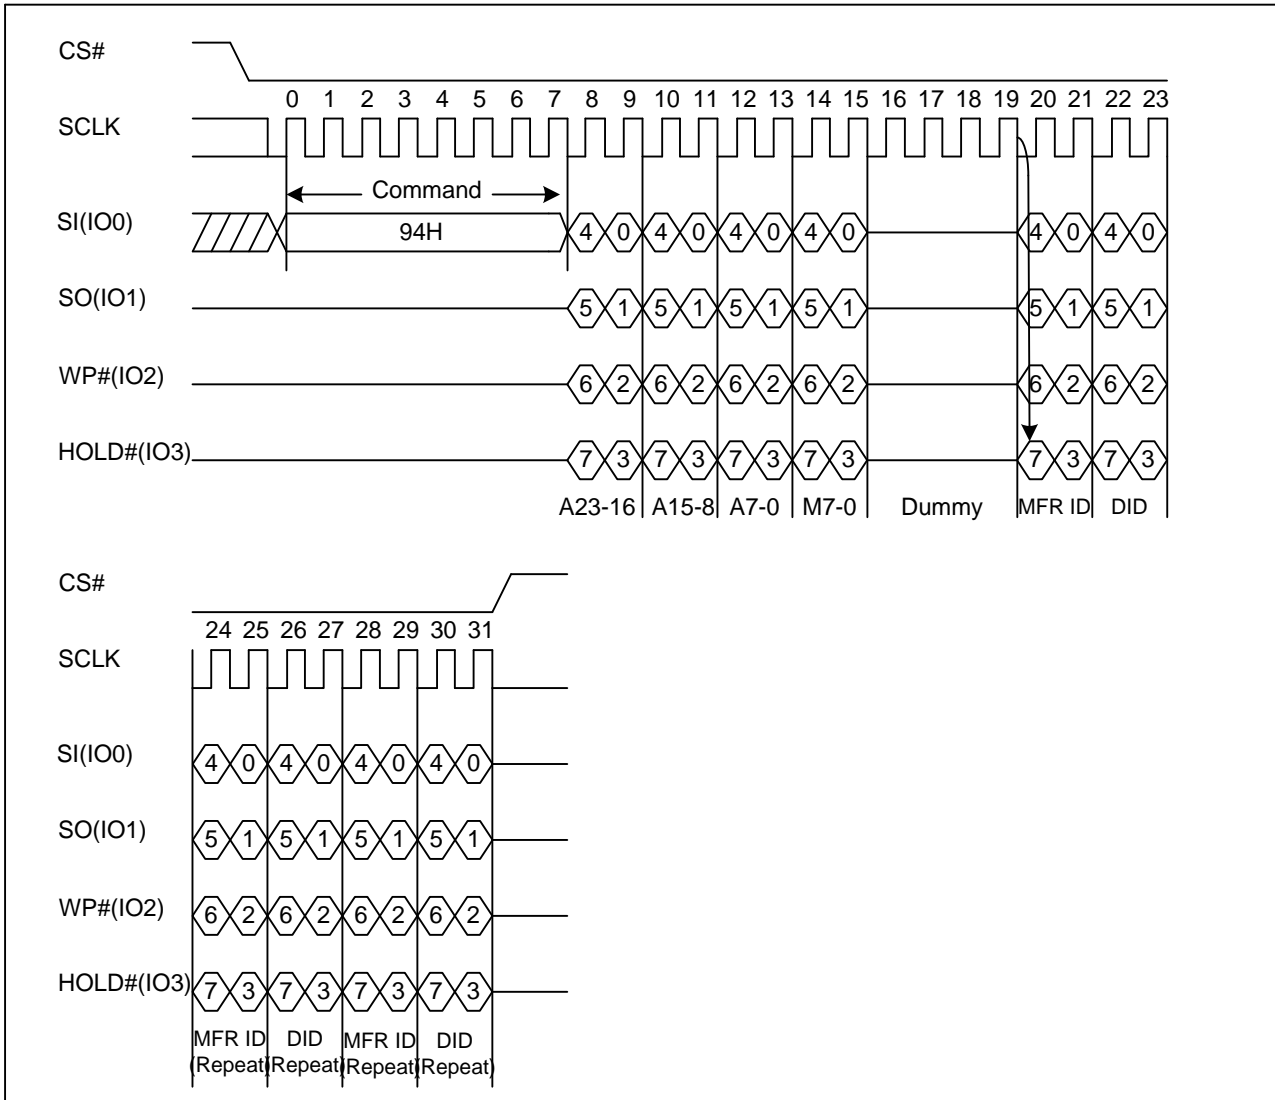 CS#
0 1 2 3 4 5 6 7 8 9 10 11 12 13 14 15 16 17 18 19 20 21 22 23
SCLK
Command
SI(IO0)
94H 4 0 4 0 4 0 4 0 4 0 4 0
SO(IO1) 5 1 5 1 5 1 5 1 5 1 5 1
WP#(IO2) 6 2 6 2 6 2 6 2 6 2 6 2
HOLD#(IO3) 7 3 7 3 7 3 7 3 7 3 7 3
A23-16 A15-8 A7-0 M7-0 Dummy MFR ID DID
CS#
24 25 26 27 28 29 30 31
SCLK
SI(IO0) 4 0 4 0 4 0 4 0
SO(IO1) 5 1 5 1 5 1 5 1
WP#(IO2) 6 2 6 2 6 2 6 2
HOLD#(IO3) 7 3 7 3 7 3 7 3
MFR ID DID MFR ID DID
(Repeat) (Repeat) (Repeat) (Repeat)